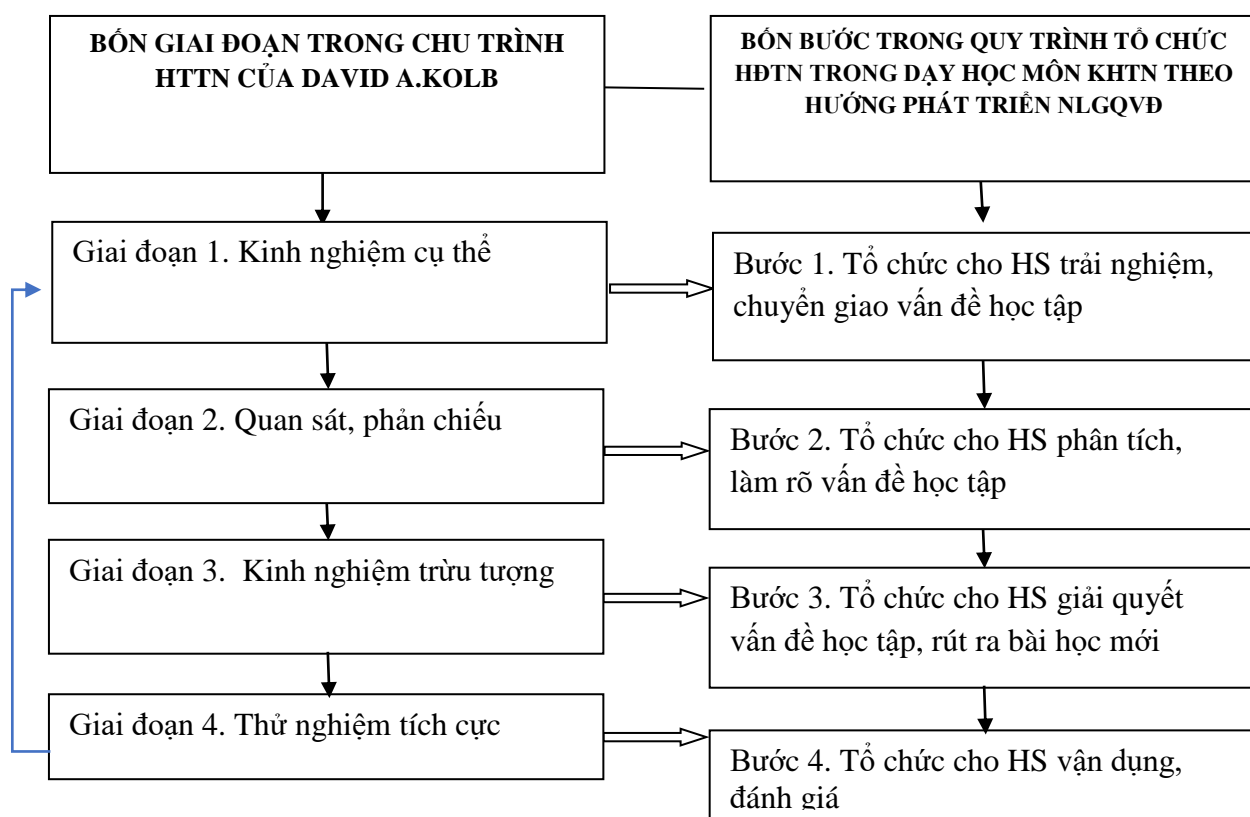 BỐN GIAI ĐOẠN TRONG CHU TRÌNH
HTTN CỦA DAVID A.KOLB
BỐN BƯỚC TRONG QUY TRÌNH TỔ CHỨC
HĐTN TRONG DẠY HỌC MÔN KHTN THEO
HƯỚNG PHÁT TRIỂN NLGQVĐ
Giai đoạn 1. Kinh nghiệm cụ thể
Bước 1. Tổ chức cho HS trải nghiệm,
chuyển giao vấn đề học tập
Giai đoạn 2. Quan sát, phản chiếu
Bước 2. Tổ chức cho HS phân tích,
làm rõ vấn đề học tập
Giai đoạn 3. Kinh nghiệm trừu tượng
Bước 3. Tổ chức cho HS giải quyết
vấn đề học tập, rút ra bài học mới
Giai đoạn 4. Thử nghiệm tích cực
Bước 4. Tổ chức cho HS vận dụng,
đánh giá